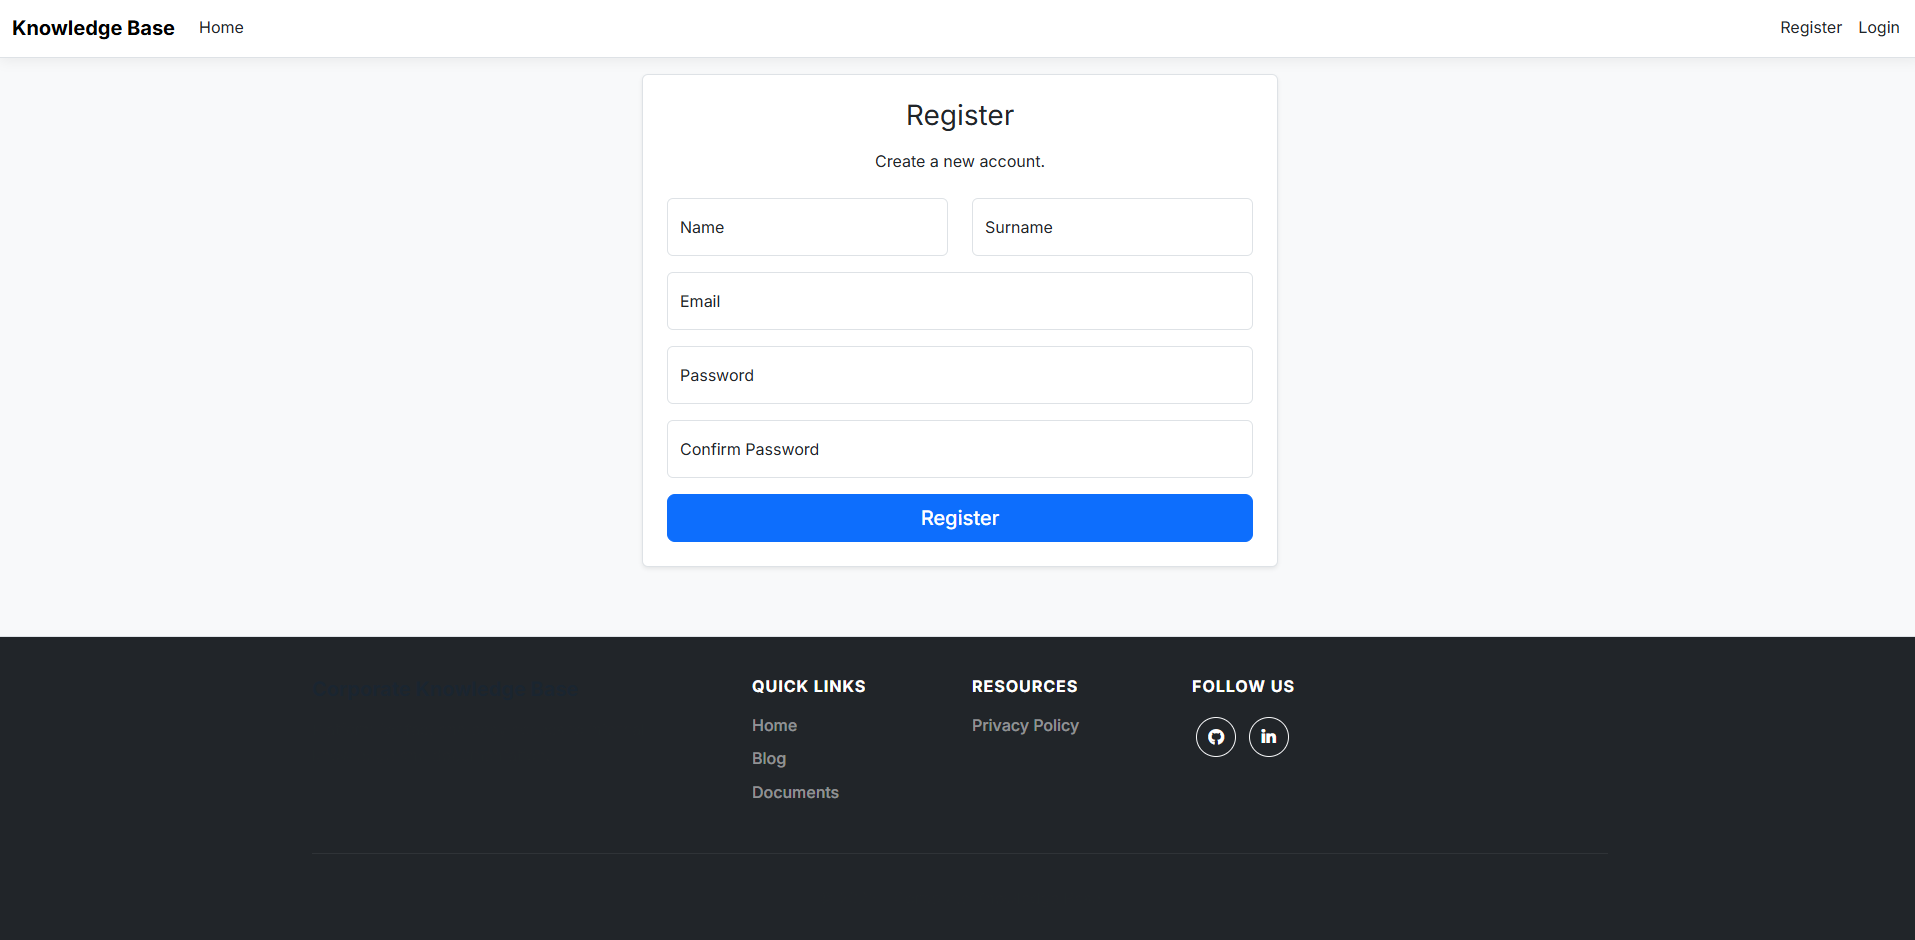 Knowledge Base Home Register Login
Register
Create a new account.
Name Surname
Email
Password
Confirm Password
Register
QUICK LINKS RESOURCES FOLLOW US
Home Privacy Policy
Blog
Documents